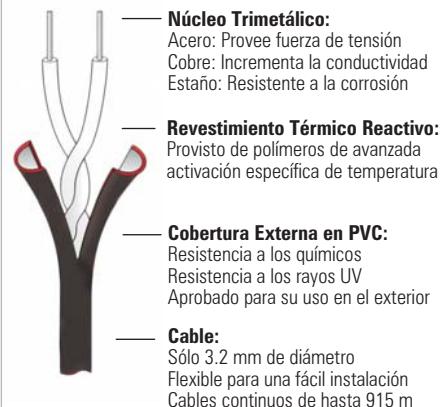 Núcleo Trimetálico:
Acero: Provee fuerza de tensión
Cobre: Incrementa la conductividad
Estaño: Resistente a la corrosión
Revestimiento Térmico Reactivo:
Provisto de polímeros de avanzada
activación específica de temperatura
Cobertura Externa en PVC:
Resistencia a los químicos
Resistencia a los rayos UV
Aprobado para su uso en el exterior
Cable:
Sólo 3.2 mm de diámetro
Flexible para una fácil instalación
Cables continuos de hasta 915 m